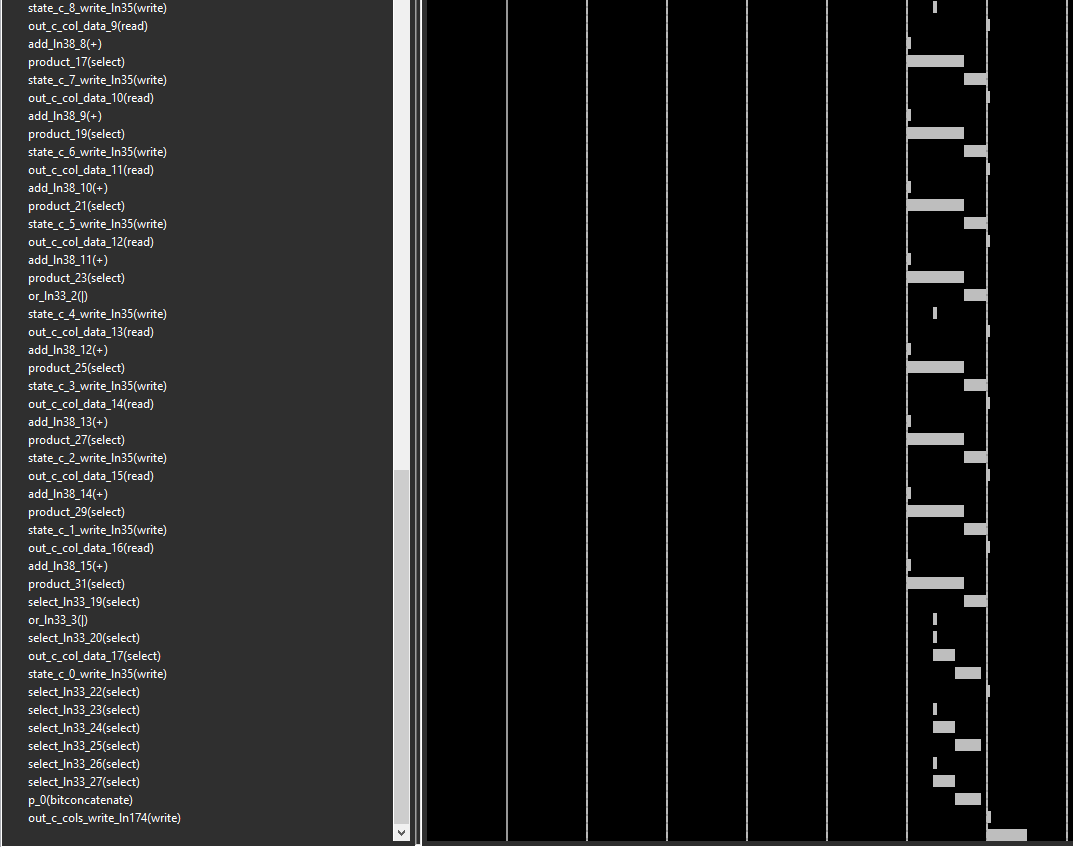 state_c_8_write_ln35(write)
out_c_col_data_9(read)
add_ln38_8(+)
product_17(select)
state_c_7_write_ln35(write)
out_c_col_data_10(read)
add_ln38_9(+)
product_19(select)
state_c_6_write_ln35(write)
out_c_col_data_11(read)
add_ln38_10(+)
product_21(select)
state_c_5_write_ln35(write)
out_c_col_data_12(read)
add_ln38_11(+)
product_23(select)
or_ln33_2(|)
state_c_4_write_ln35(write)
out_c_col_data_13(read)
add_ln38_12(+)
product_25(select)
state_c_3_write_ln35(write)
out_c_col_data_14(read)
add_ln38_13(+)
product_27(select)
state_c_2_write_ln35(write)
out_c_col_data_15(read)
add_ln38_14(+)
product_29(select)
state_c_1_write_ln35(write)
out_c_col_data_16(read)
add_ln38_15(+)
product_31(select)
select_ln33_19(select)
or_ln33_3(|)
select_ln33_20(select)
out_c_col_data_17(select)
state_c_0_write_ln35(write)
select_ln33_22(select)
select_ln33_23(select)
select_ln33_24(select)
select_ln33_25(select)
select_ln33_26(select)
select_ln33_27(select)
p_0(bitconcatenate)
out_c_cols_write_ln174(write)